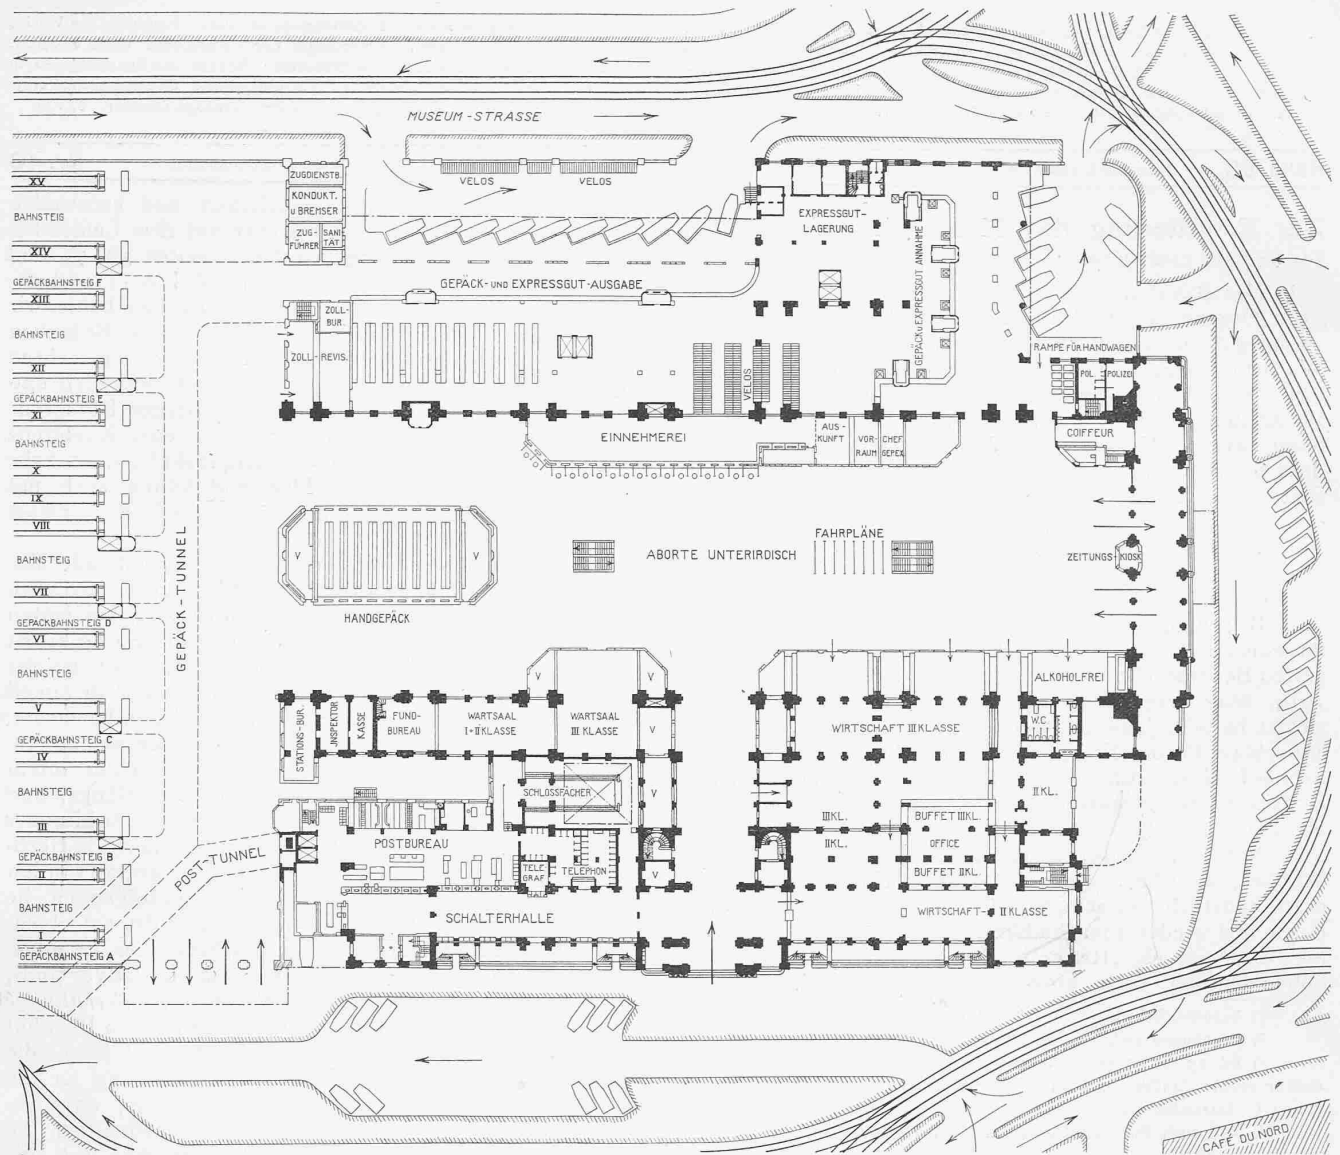 MUSEUM-STRASSE
VELOS
VELOS
XV
BAHNSTEIG
XIV
GEPÄCKBAHNSTEIG F
XIII
BAHNSTEIG
XII
GEPÄCKBAHNSTEIG E
XI
BAHNSTEIG
X
IX
VIII
BAHNSTEIG
VII
GEPÄCKBAHNSTEIG D
VI
BAHNSTEIG
V
GEPÄCKBAHNSTEIG C
IV
BAHNSTEIG
III
GEPÄCKBAHNSTEIG B
II
BAHNSTEIG
I
GEPÄCKBAHNSTEIG A
GEPÄCK-TUNNEL
POST-TUNNEL
ZUGDIENSTB.
KONDUKT.
u BREMSER
ZUG-
FÜHRER
SANI-
TÄT
GEPÄCK- UND EXPRESSGUT-AUSGABE
ZOLL-
BUR.
ZOLL-REVIS.
EXPRESSGUT-
LAGERUNG
GEPÄCK u EXPRESSGUT ANNAHME
VELOS
RAMPE FÜR HANDWAGEN
POL.
POLIZEI
COIFFEUR
EINNEHMEREI
AUS-
KUNFT
VOR-
RAUM
CHEF
GEPEX.
V
V
HANDGEPÄCK
ABORTE UNTERIRDISCH
FAHRPLÄNE
ZEITUNGS-KIOSK
STATIONS-BUR.
INSPEKTOR
KASSE
FUND-
BUREAU
WARTSAAL
I+II KLASSE
WARTSAAL
III KLASSE
V
V
V
V
V
SCHLOSSFÄCHER
POSTBUREAU
TELE
GRAF
TELEPHON
SCHALTERHALLE
ALKOHOLFREI
W.C.
WIRTSCHAFT III KLASSE
II KL.
III KL.
II KL.
BUFFET III KL.
OFFICE
BUFFET II KL.
WIRTSCHAFT- II KLASSE
CAFÉ DU NORD